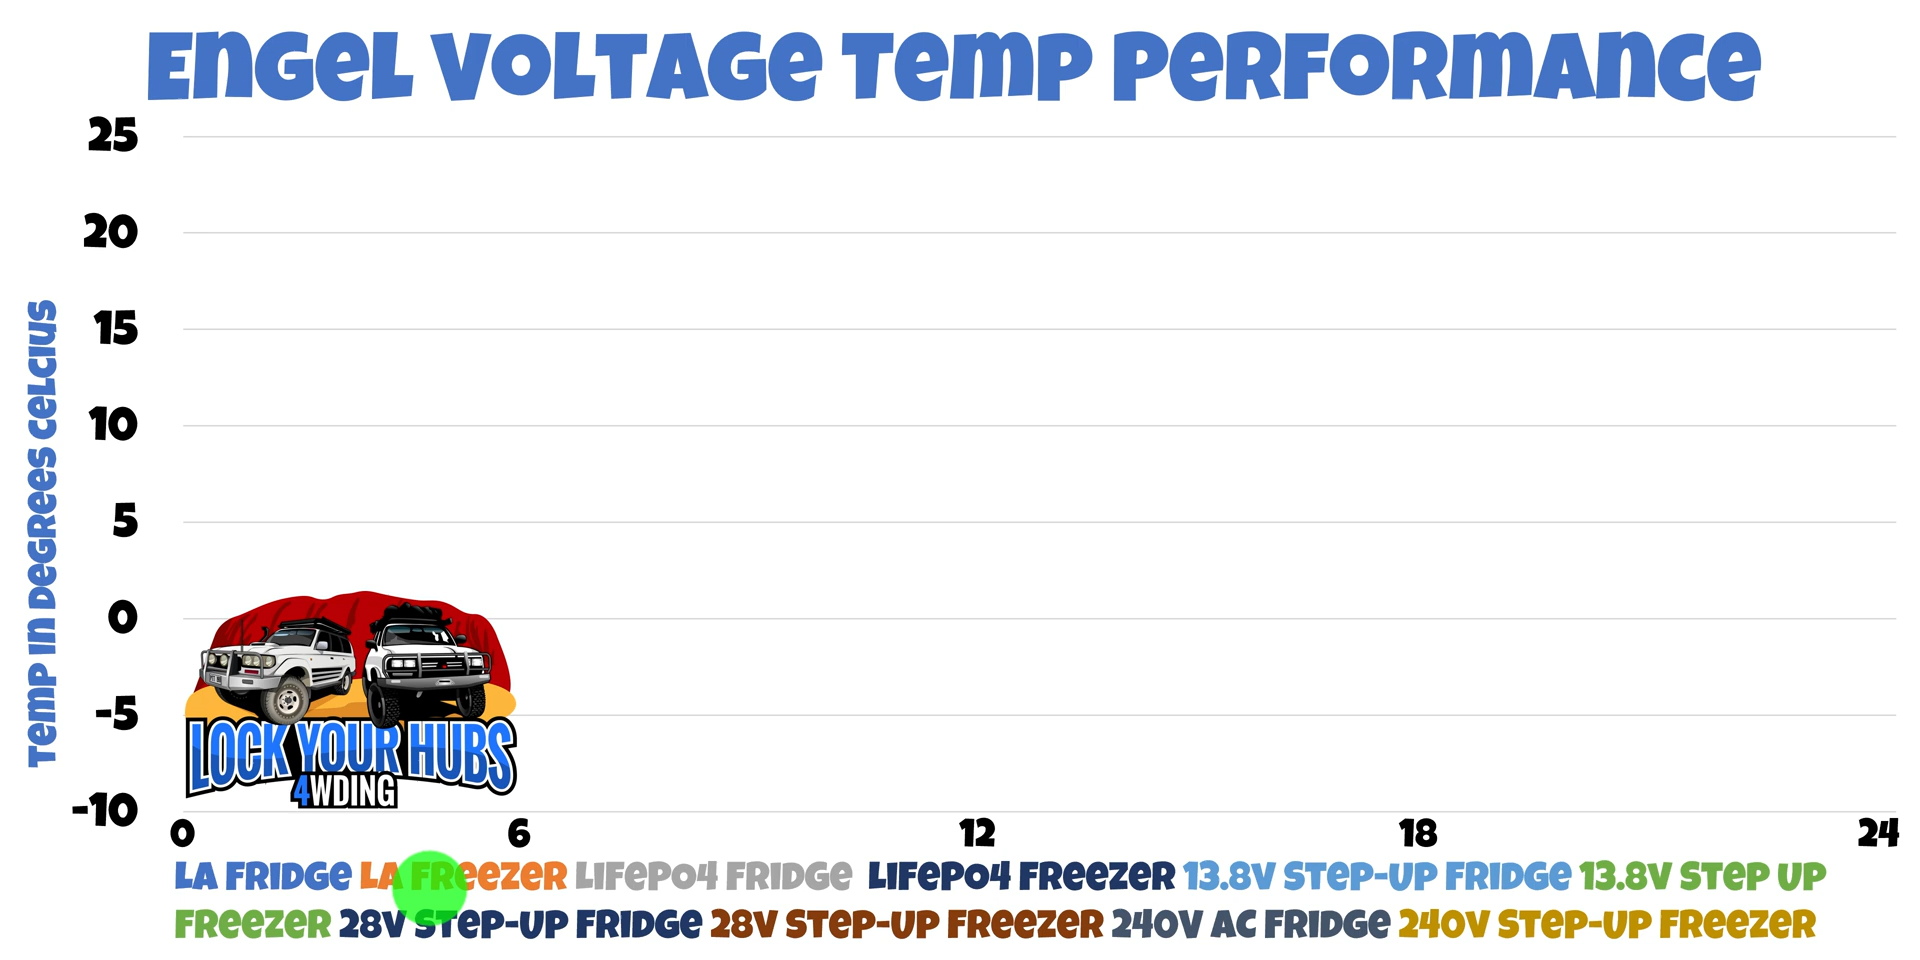 Engel Voltage Temp Performance
25
20
15
10
5
0
-5
-10
Temp in Degrees Celcius
LOCK YOUR HUBS
4WDING
0 6 12 18 24
LA Fridge LA Freezer LiFePo4 Fridge LiFePo4 Freezer 13.8v Step-up Fridge 13.8v Step up
Freezer 28v Step-up Fridge 28v Step-up Freezer 240v AC Fridge 240v Step-up Freezer